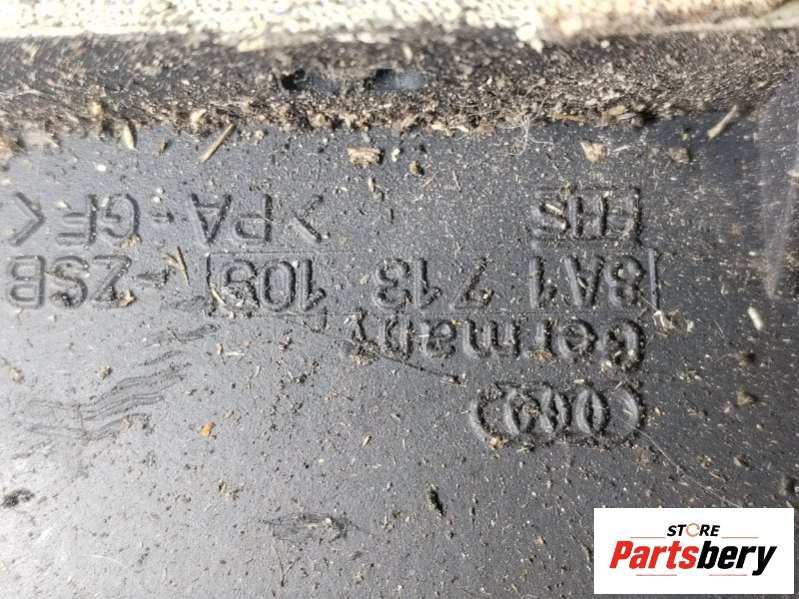 Germany
8A1 713 109 -ZSB
>PA-GF<
STORE
Partsbery